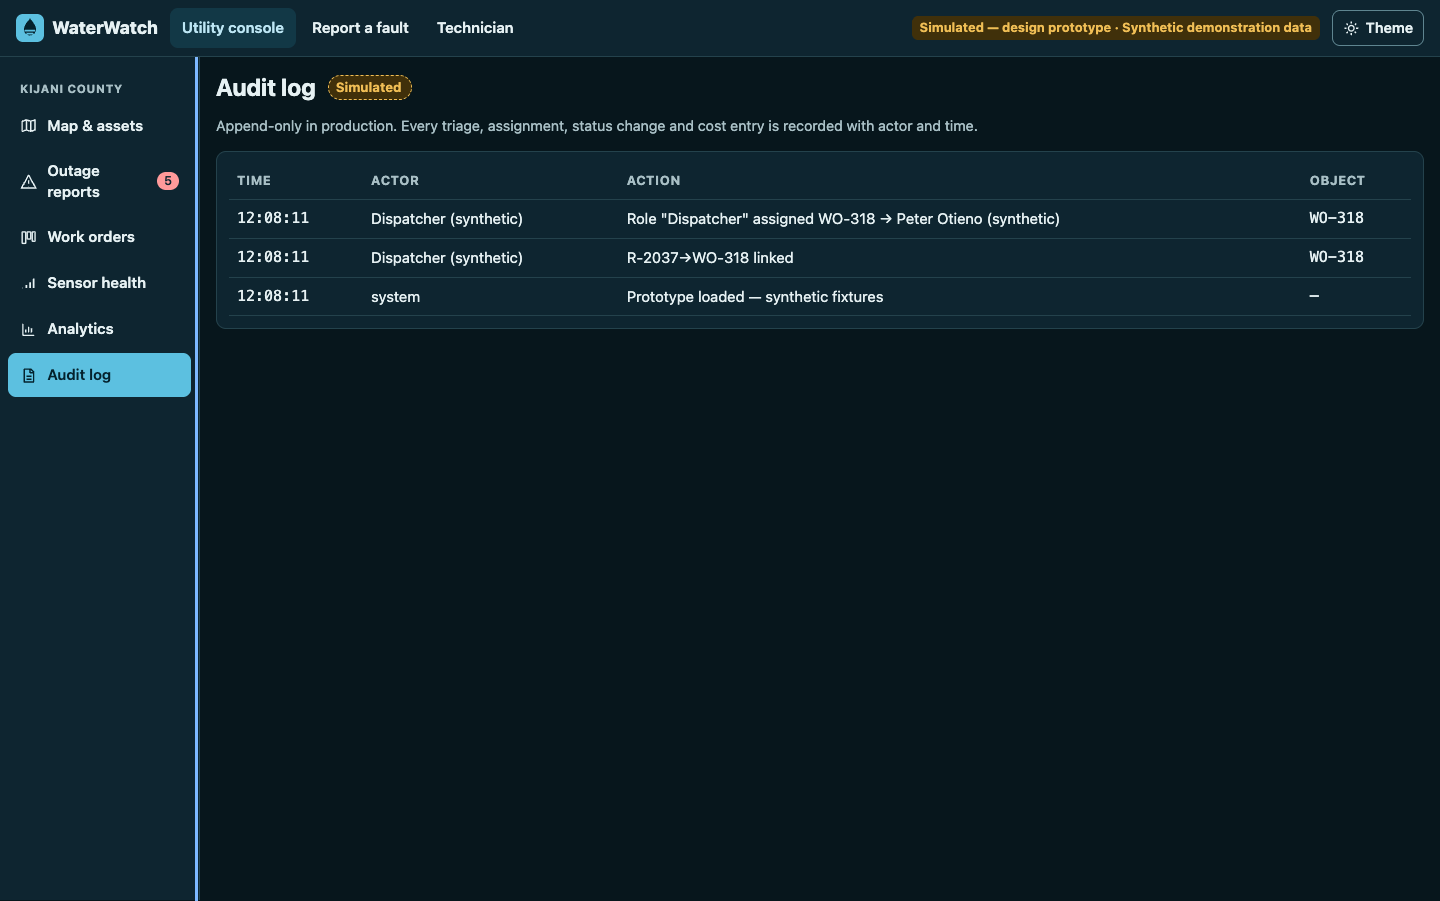 WaterWatch
Utility console
Report a fault
Technician
Simulated — design prototype · Synthetic demonstration data
Theme
KIJANI COUNTY
Map & assets
Outage
reports
5
Work orders
Sensor health
Analytics
Audit log
Audit log
Simulated
Append-only in production. Every triage, assignment, status change and cost entry is recorded with actor and time.
TIME ACTOR ACTION OBJECT
12:08:11 Dispatcher (synthetic) Role "Dispatcher" assigned WO-318 → Peter Otieno (synthetic) WO-318
12:08:11 Dispatcher (synthetic) R-2037→WO-318 linked WO-318
12:08:11 system Prototype loaded — synthetic fixtures —